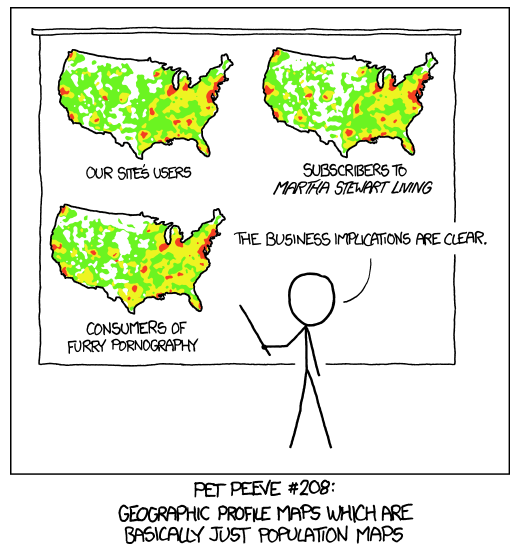 OUR SITE'S USERS
SUBSCRIBERS TO
MARTHA STEWART LIVING
THE BUSINESS IMPLICATIONS ARE CLEAR.
CONSUMERS OF
FURRY PORNOGRAPHY
PET PEEVE #208:
GEOGRAPHIC PROFILE MAPS WHICH ARE
BASICALLY JUST POPULATION MAPS